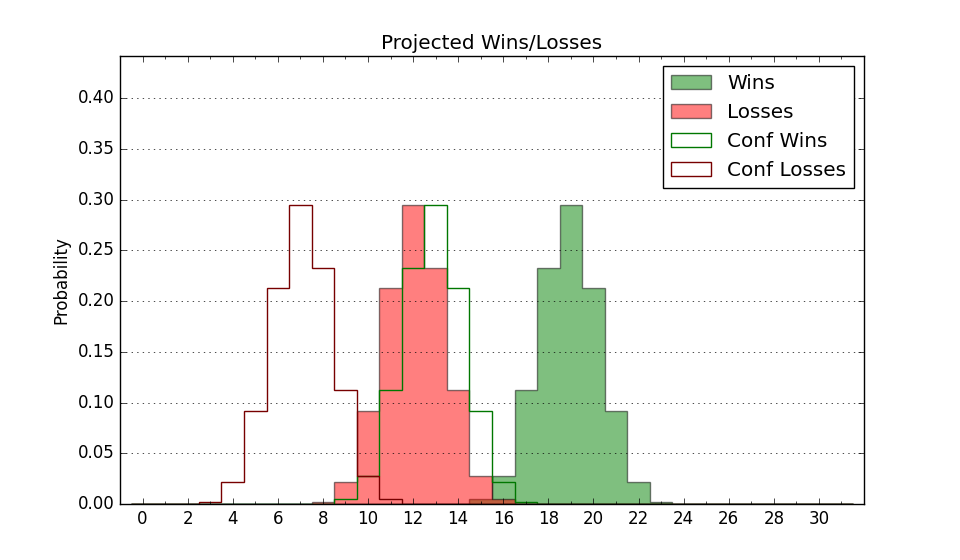 Projected Wins/Losses
Wins
Losses
Conf Wins
Conf Losses
Probability
0.40
0.35
0.30
0.25
0.20
0.15
0.10
0.05
0.00
0 2 4 6 8 10 12 14 16 18 20 22 24 26 28 30